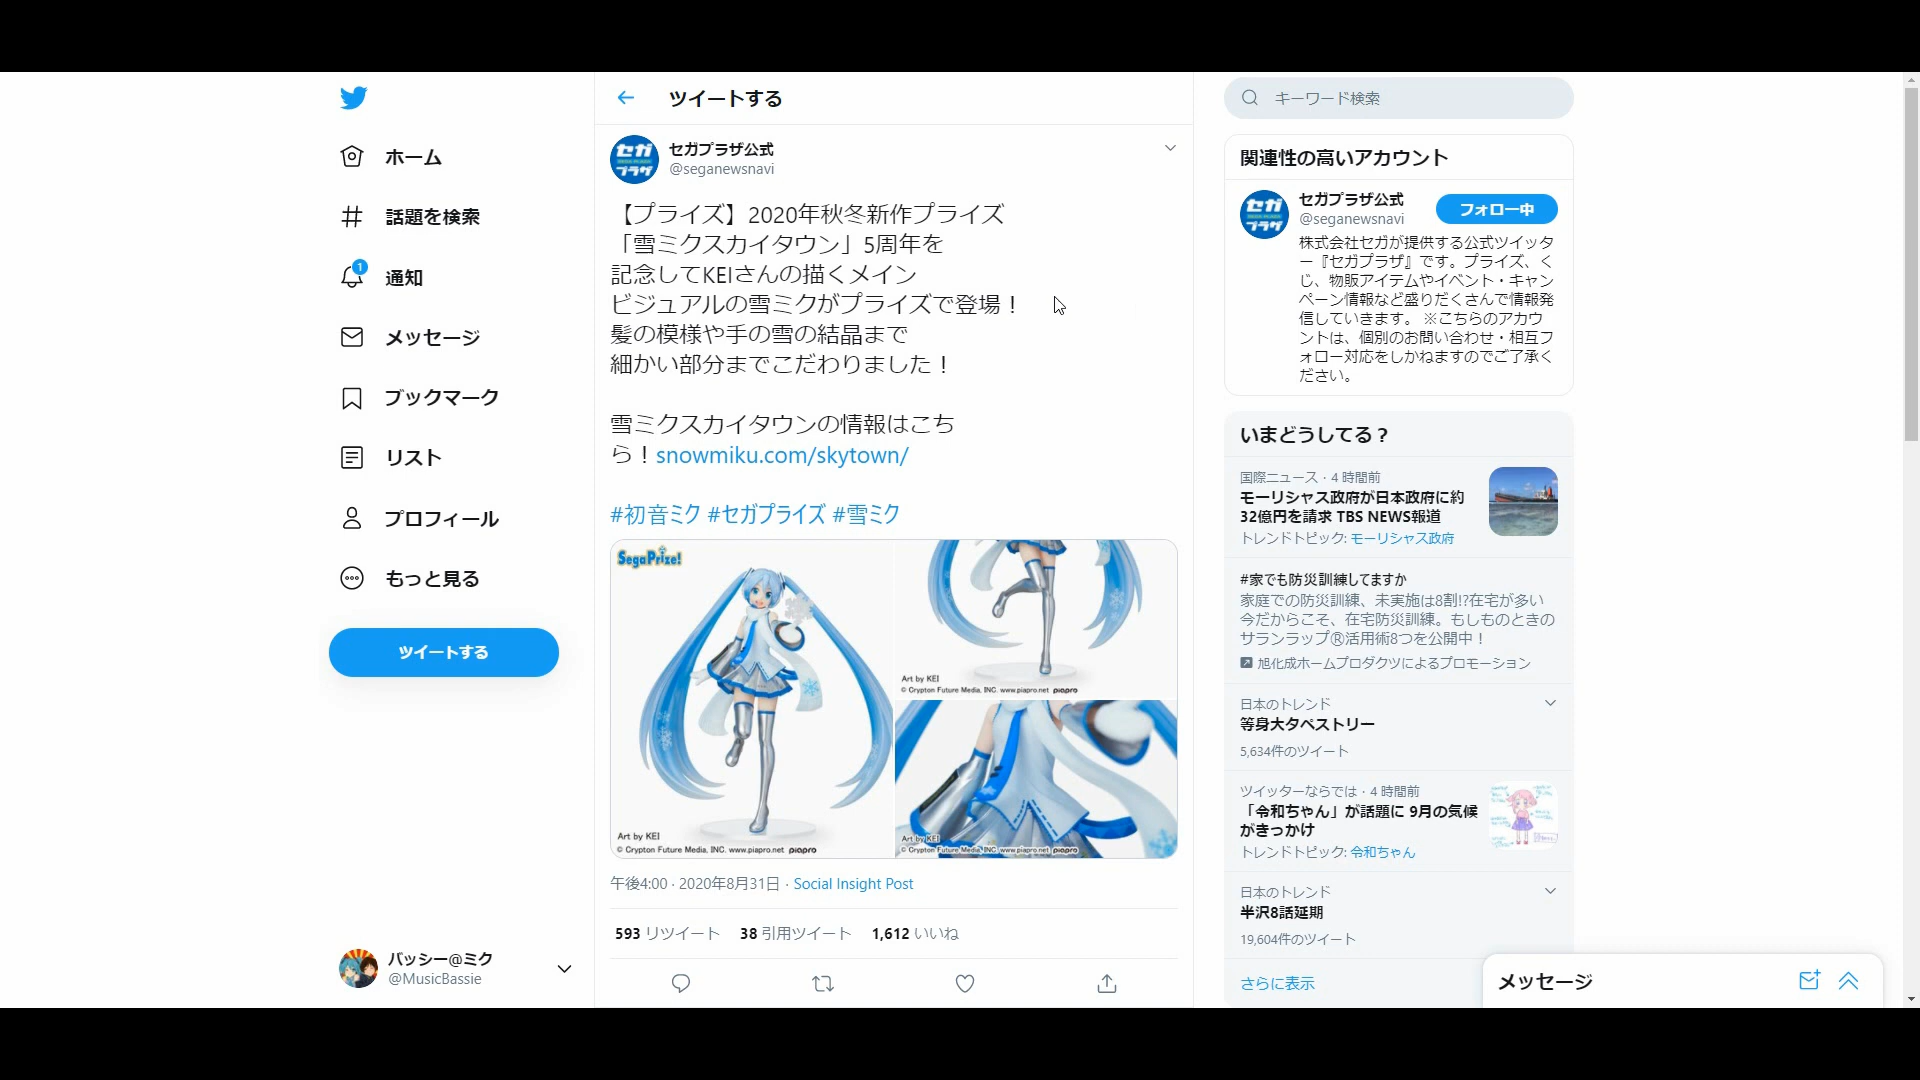 ホーム
話題を検索
1
通知
メッセージ
ブックマーク
リスト
プロフィール
もっと見る
ツイートする
バッシー@ミク
@MusicBassie
ツイートする
セガ
プラザ
セガプラザ公式
@seganewsnavi
【プライズ】2020年秋冬新作プライズ
「雪ミクスカイタウン」5周年を
記念してKEIさんの描くメイン
ビジュアルの雪ミクがプライズで登場！
髪の模様や手の雪の結晶まで
細かい部分までこだわりました！
雪ミクスカイタウンの情報はこち
ら！snowmiku.com/skytown/
#初音ミク #セガプライズ #雪ミク
SegaPrize!
Art by KEI
© Crypton Future Media, INC. www.piapro.net piapro
Art by KEI
© Crypton Future Media, INC. www.piapro.net piapro
Art by KEI
© Crypton Future Media, INC. www.piapro.net piapro
午後4:00 · 2020年8月31日 · Social Insight Post
593 リツイート 38 引用ツイート 1,612 いいね
キーワード検索
関連性の高いアカウント
セガ
プラザ
セガプラザ公式
@seganewsnavi
フォロー中
株式会社セガが提供する公式ツイッタ
ー『セガプラザ』です。プライズ、く
じ、物販アイテムやイベント・キャン
ペーン情報など盛りだくさんで情報発
信していきます。 ※こちらのアカウ
ントは、個別のお問い合わせ・相互フ
ォロー対応をしかねますのでご了承く
ださい。
いまどうしてる？
国際ニュース · 4 時間前
モーリシャス政府が日本政府に約
32億円を請求 TBS NEWS報道
トレンドトピック: モーリシャス政府
#家でも防災訓練してますか
家庭での防災訓練、未実施は8割!?在宅が多い
今だからこそ、在宅防災訓練。もしものときの
サランラップ®活用術8つを公開中！
旭化成ホームプロダクツによるプロモーション
日本のトレンド
等身大タペストリー
5,634件のツイート
ツイッターならでは · 4 時間前
「令和ちゃん」が話題に 9月の気候
がきっかけ
トレンドトピック: 令和ちゃん
日本のトレンド
半沢8話延期
19,604件のツイート
さらに表示
メッセージ